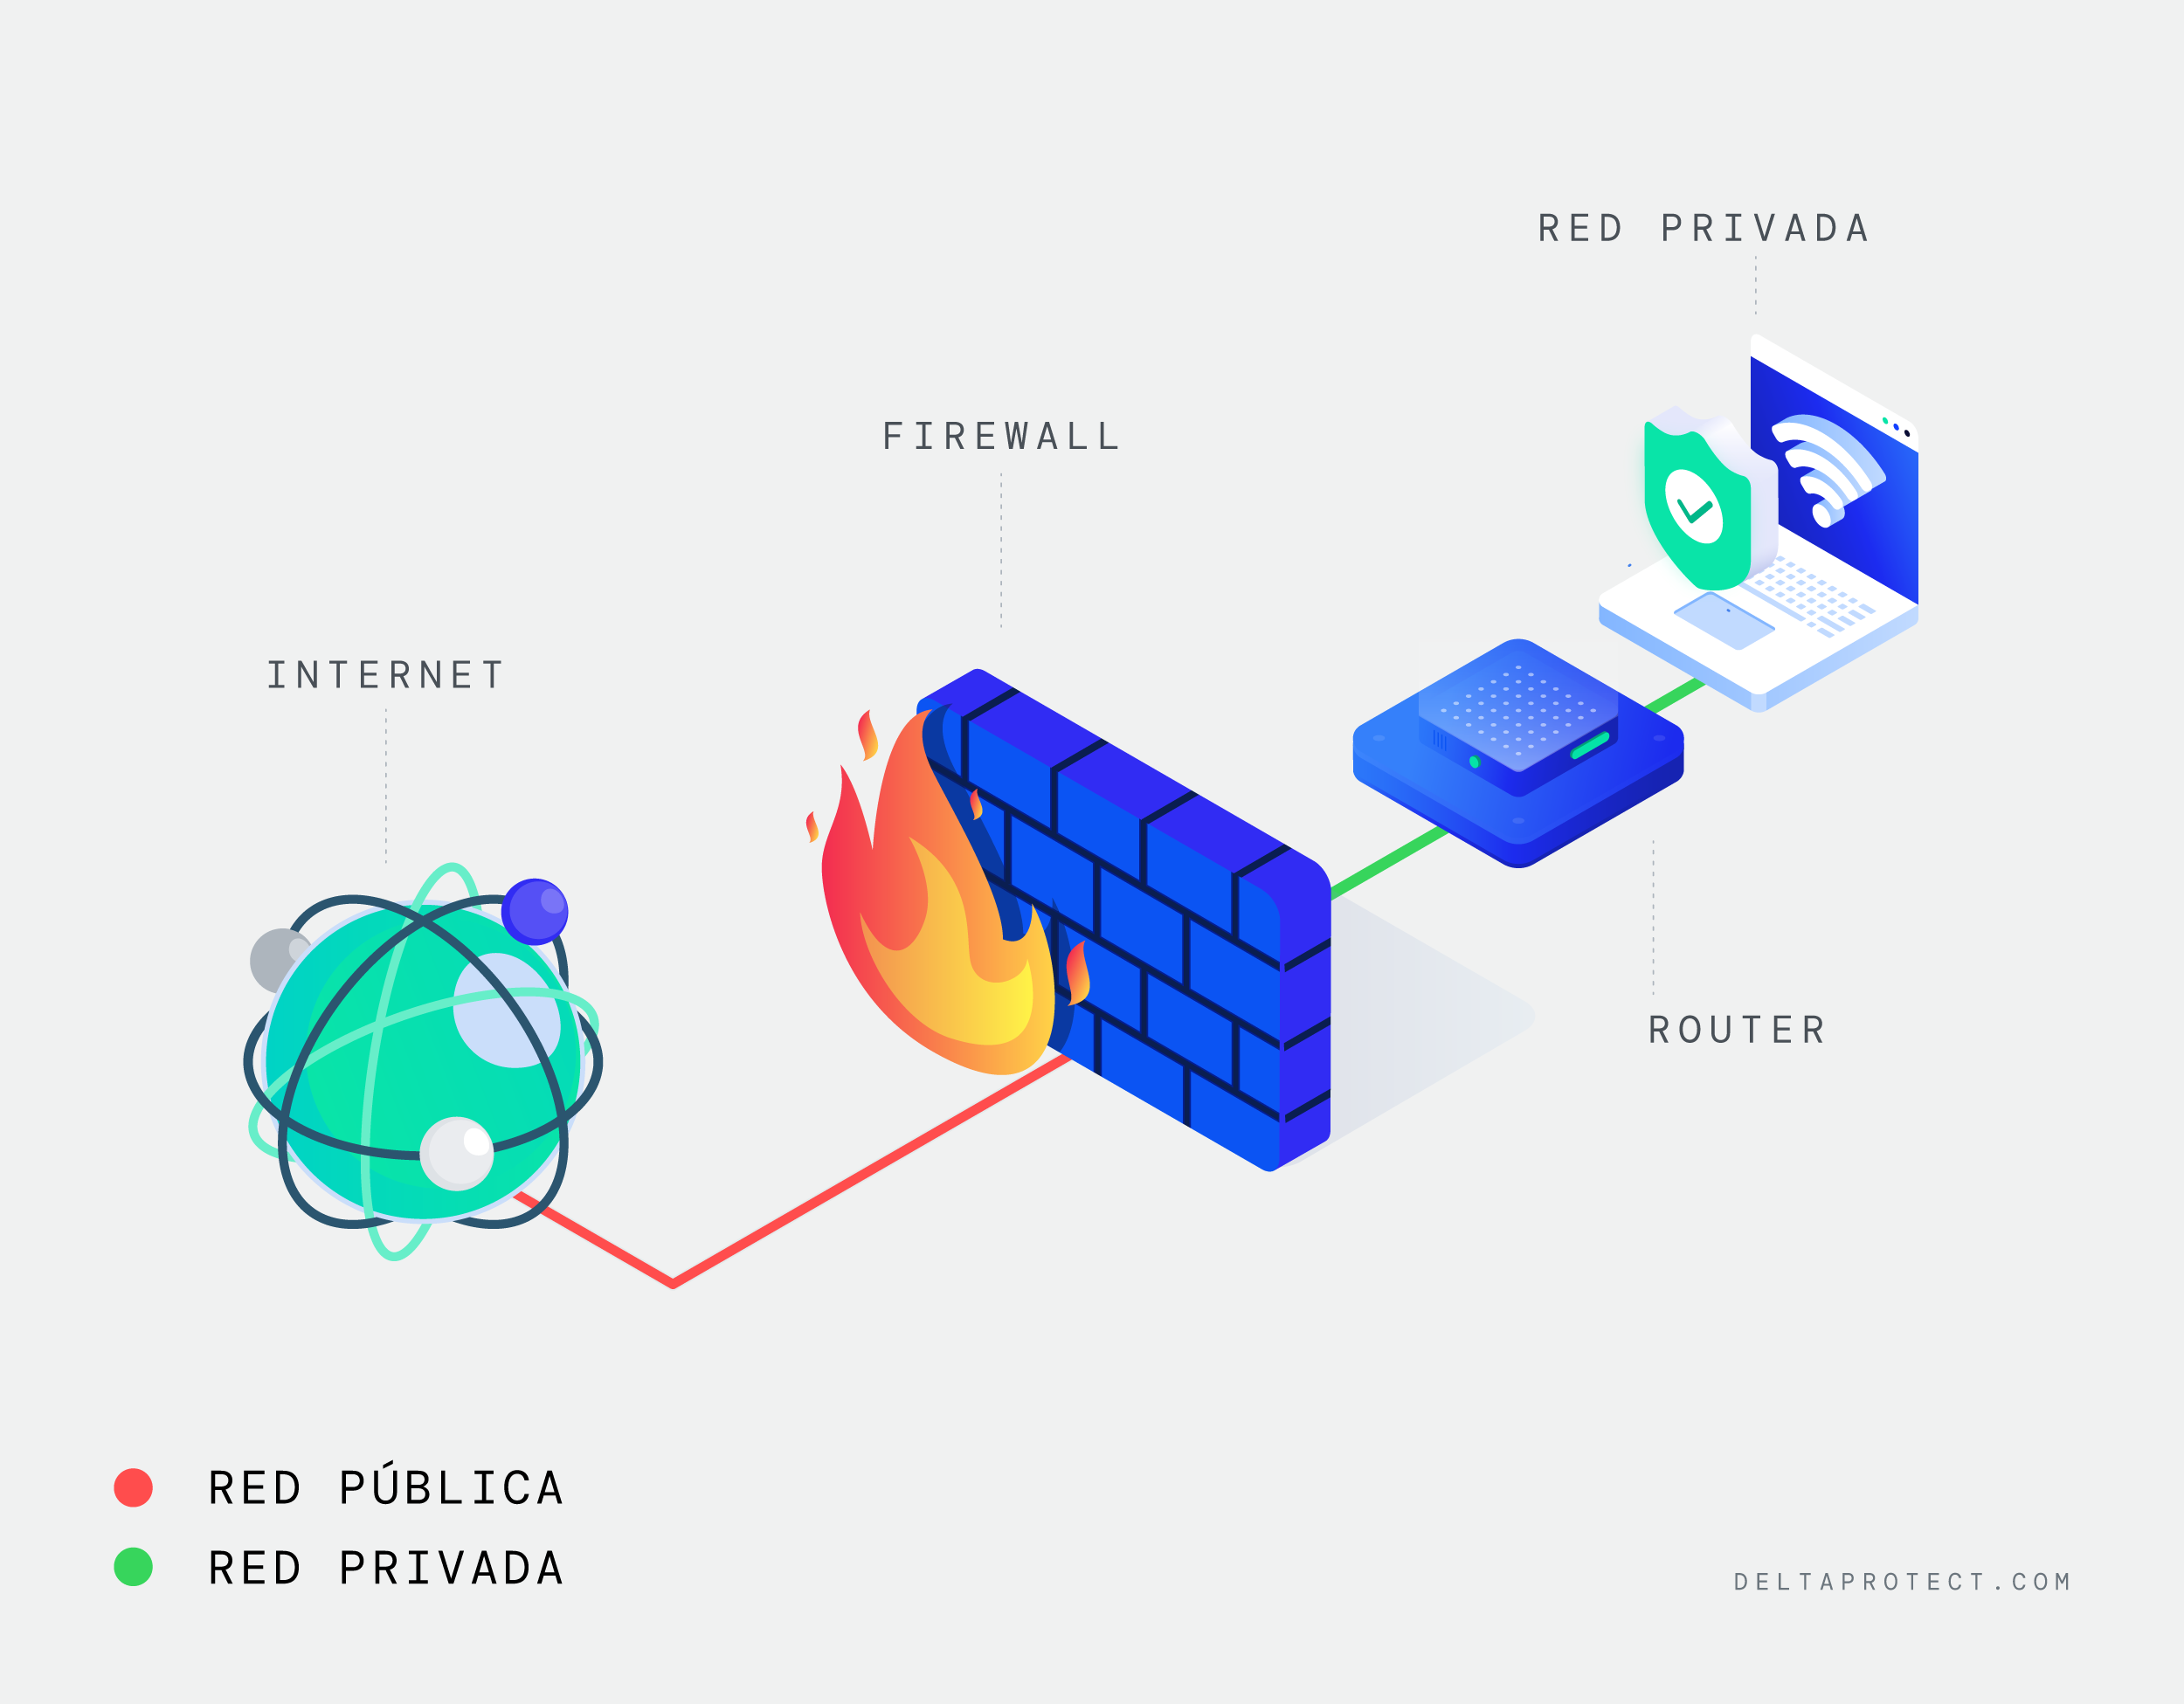 RED PRIVADA
FIREWALL
INTERNET
ROUTER
RED PÚBLICA
RED PRIVADA
DELTAPROTECT.COM